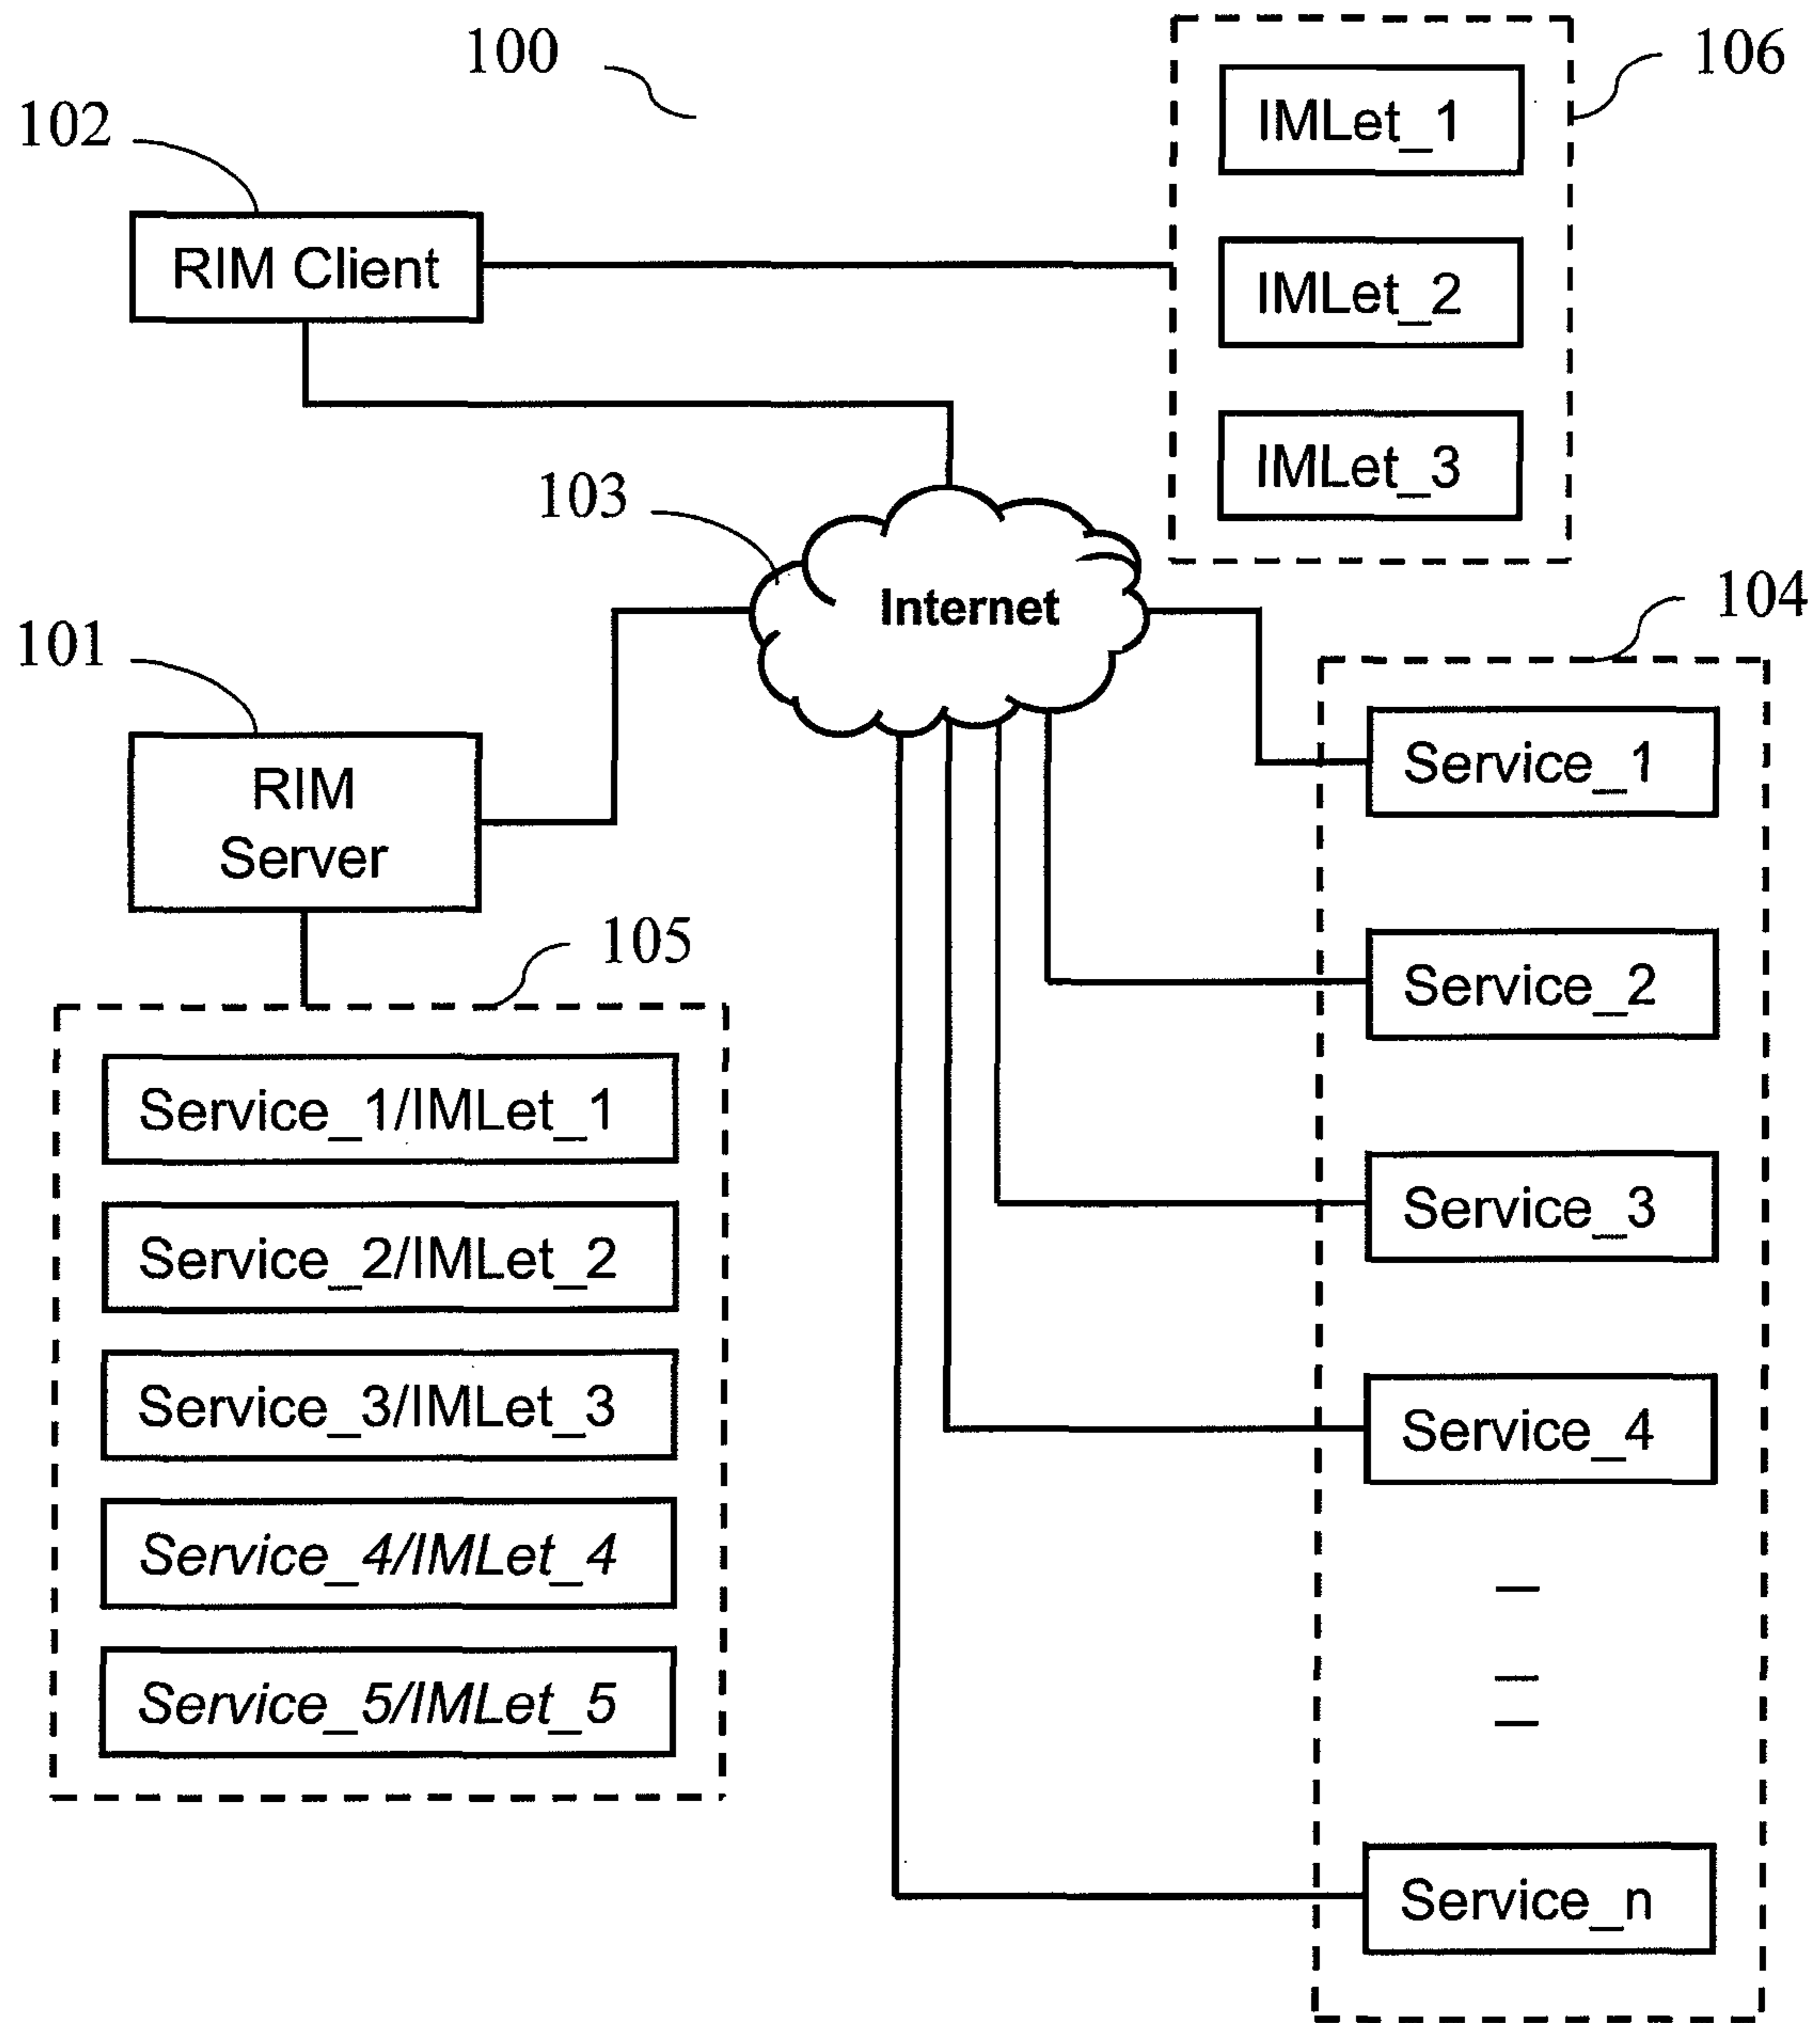 100
106
IMLet_1
102
RIM Client
IMLet_2
IMLet_3
103
Internet
104
101
Service_1
RIM
Server
105
Service_2
Service_1/IMLet_1
Service_3
Service_2/IMLet_2
Service_3/IMLet_3
Service_4
Service_4/IMLet_4
Service_5/IMLet_5
Service_n